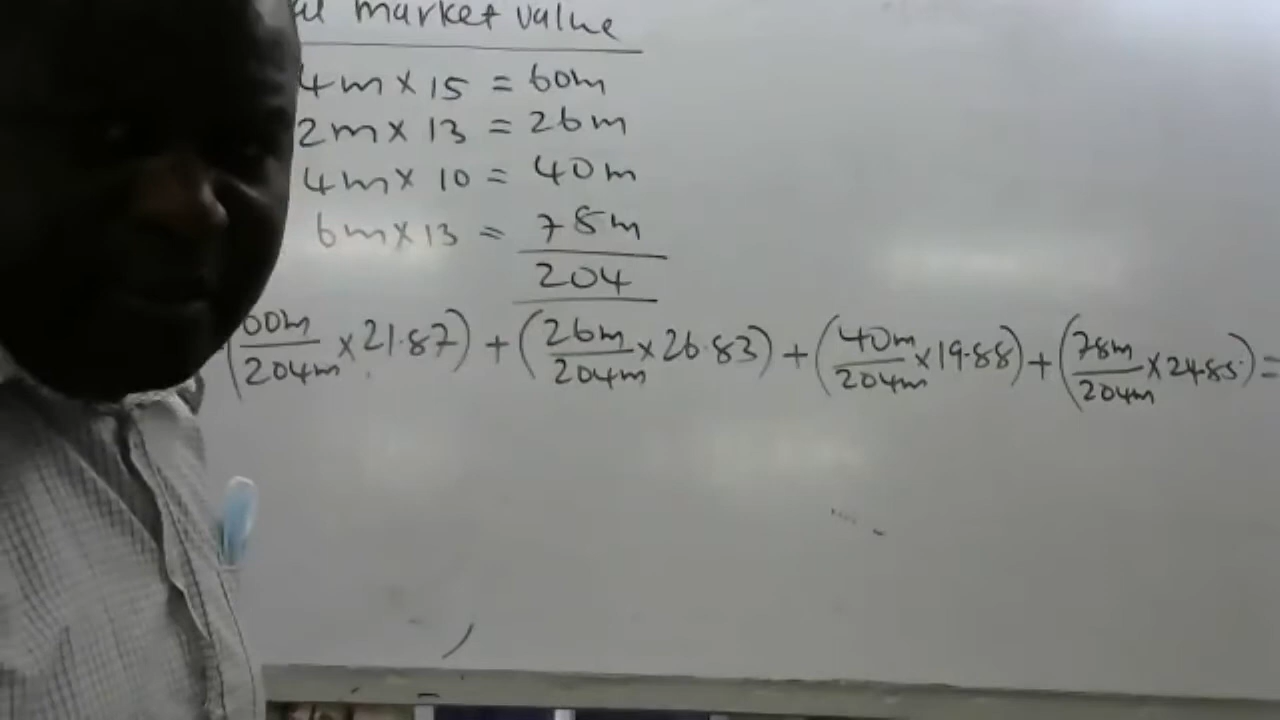 market value
4m × 15 = 60m
2m × 13 = 26m
4m × 10 = 40m
6m × 13 = 78m
204
(60m/204m × 21.87) + (26m/204m × 26.83) + (40m/204m × 19.88) + (78m/204m × 24.85) =